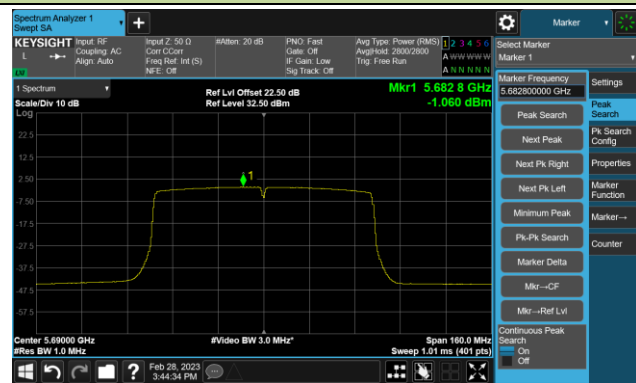 Spectrum Analyzer 1
Swept SA
Marker
KEYSIGHT
Input: RF
Coupling: AC
Align: Auto
Input Z: 50 Ω
Corr CCorr
Freq Ref: Int (S)
NFE: Off
#Atten: 20 dB
PNO: Fast
Gate: Off
IF Gain: Low
Sig Track: Off
Avg Type: Power (RMS)
Avg|Hold: 2800/2800
Trig: Free Run
1 2 3 4 5 6
A W W W W W
A N N N N N
L
LW
Select Marker
Marker 1
1 Spectrum
Scale/Div 10 dB
Log
Ref Lvl Offset 22.50 dB
Ref Level 32.50 dBm
Mkr1 5.682 8 GHz
-1.060 dBm
22.5
12.5
2.50
-7.50
-17.5
-27.5
-37.5
-47.5
-57.5
1
Center 5.69000 GHz
#Res BW 1.0 MHz
#Video BW 3.0 MHz*
Span 160.0 MHz
Sweep 1.01 ms (401 pts)
Marker Frequency
5.682800000 GHz
Peak Search
Next Peak
Next Pk Right
Next Pk Left
Minimum Peak
Pk-Pk Search
Marker Delta
Mkr→CF
Mkr→Ref Lvl
Continuous Peak
Search
On
Off
Settings
Peak
Search
Pk Search
Config
Properties
Marker
Function
Marker→
Counter
Feb 28, 2023
3:44:34 PM